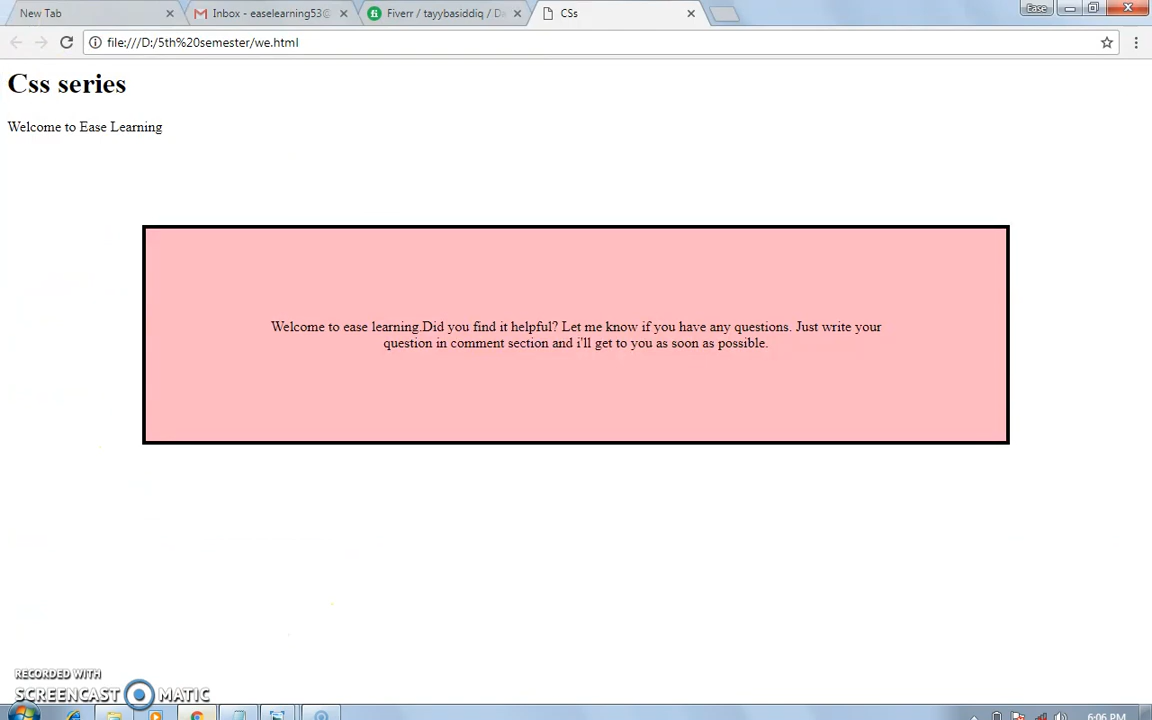 New Tab
Inbox - easelearning53@
Fiverr / tayybasiddiq / Da
CSs
Ease
file:///D:/5th%20semester/we.html
Css series
Welcome to Ease Learning
Welcome to ease learning.Did you find it helpful? Let me know if you have any questions. Just write your
question in comment section and i'll get to you as soon as possible.
RECORDED WITH
SCREENCAST MATIC
6:06 PM